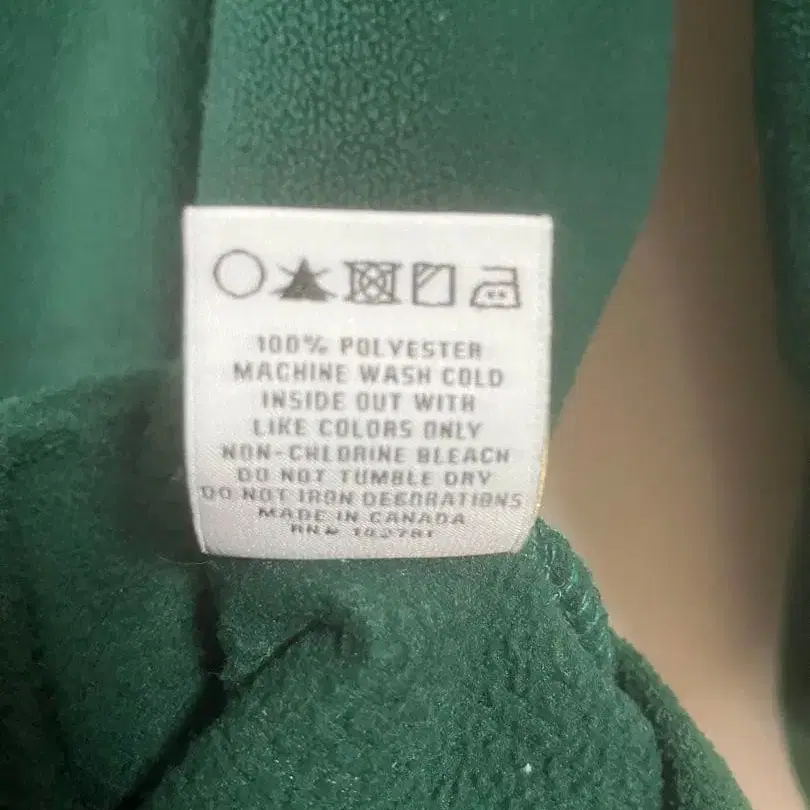 100% POLYESTER
MACHINE WASH COLD
INSIDE OUT WITH
LIKE COLORS ONLY
NON-CHLORINE BLEACH
DO NOT TUMBLE DRY
DO NOT IRON DECORATIONS
MADE IN CANADA
RN#